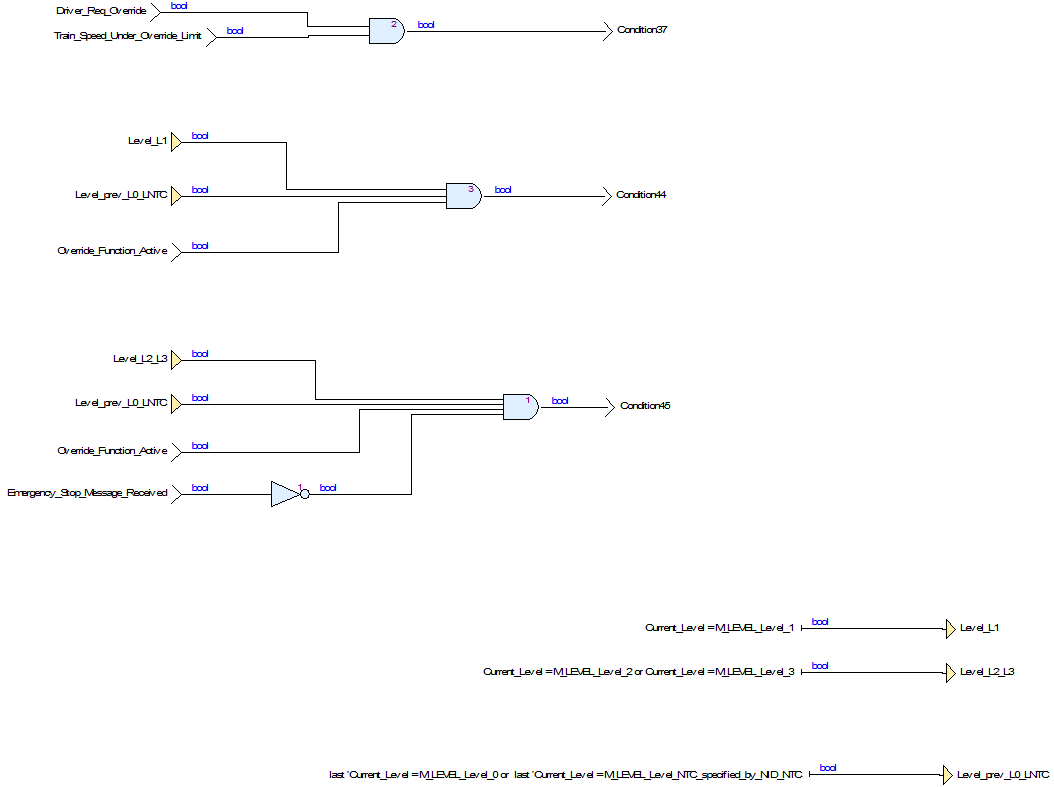 Driver_Req_Override bool
Train_Speed_Under_Override_Limit bool 2 bool Condition37
Level_L1 bool
Level_prev_L0_LNTC bool 3 bool Condition44
Override_Function_Active bool
Level_L2_L3 bool
Level_prev_L0_LNTC bool 1 bool Condition45
Override_Function_Active bool
Emergency_Stop_Message_Received bool 1 bool
Current_Level = M_LEVEL_Level_1 bool Level_L1
Current_Level = M_LEVEL_Level_2 or Current_Level = M_LEVEL_Level_3 bool Level_L2_L3
last 'Current_Level = M_LEVEL_Level_0 or last 'Current_Level = M_LEVEL_Level_NTC_specified_by_NID_NTC bool Level_prev_L0_LNTC